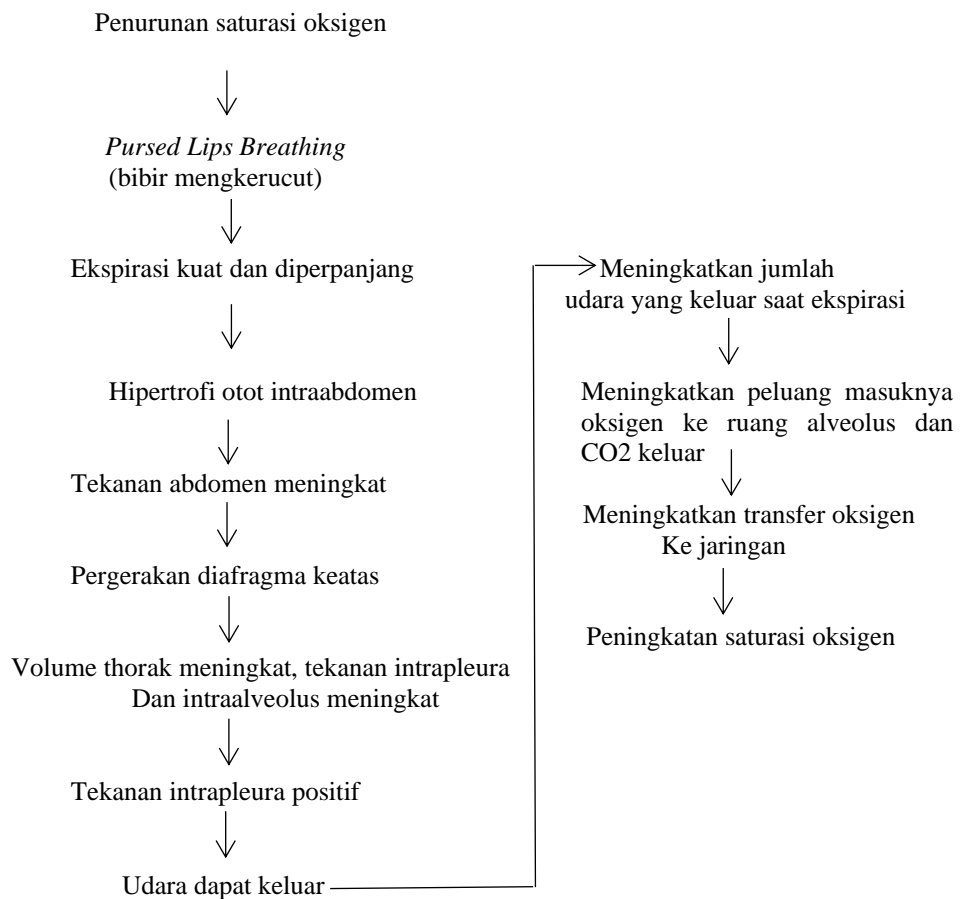 Penurunan saturasi oksigen
Pursed Lips Breathing
(bibir mengkerucut)
Ekspirasi kuat dan diperpanjang
Hipertrofi otot intraabdomen
Tekanan abdomen meningkat
Pergerakan diafragma keatas
Volume thorak meningkat, tekanan intrapleura
Dan intraalveolus meningkat
Tekanan intrapleura positif
Udara dapat keluar
Meningkatkan jumlah
udara yang keluar saat ekspirasi
Meningkatkan peluang masuknya
oksigen ke ruang alveolus dan
CO2 keluar
Meningkatkan transfer oksigen
Ke jaringan
Peningkatan saturasi oksigen